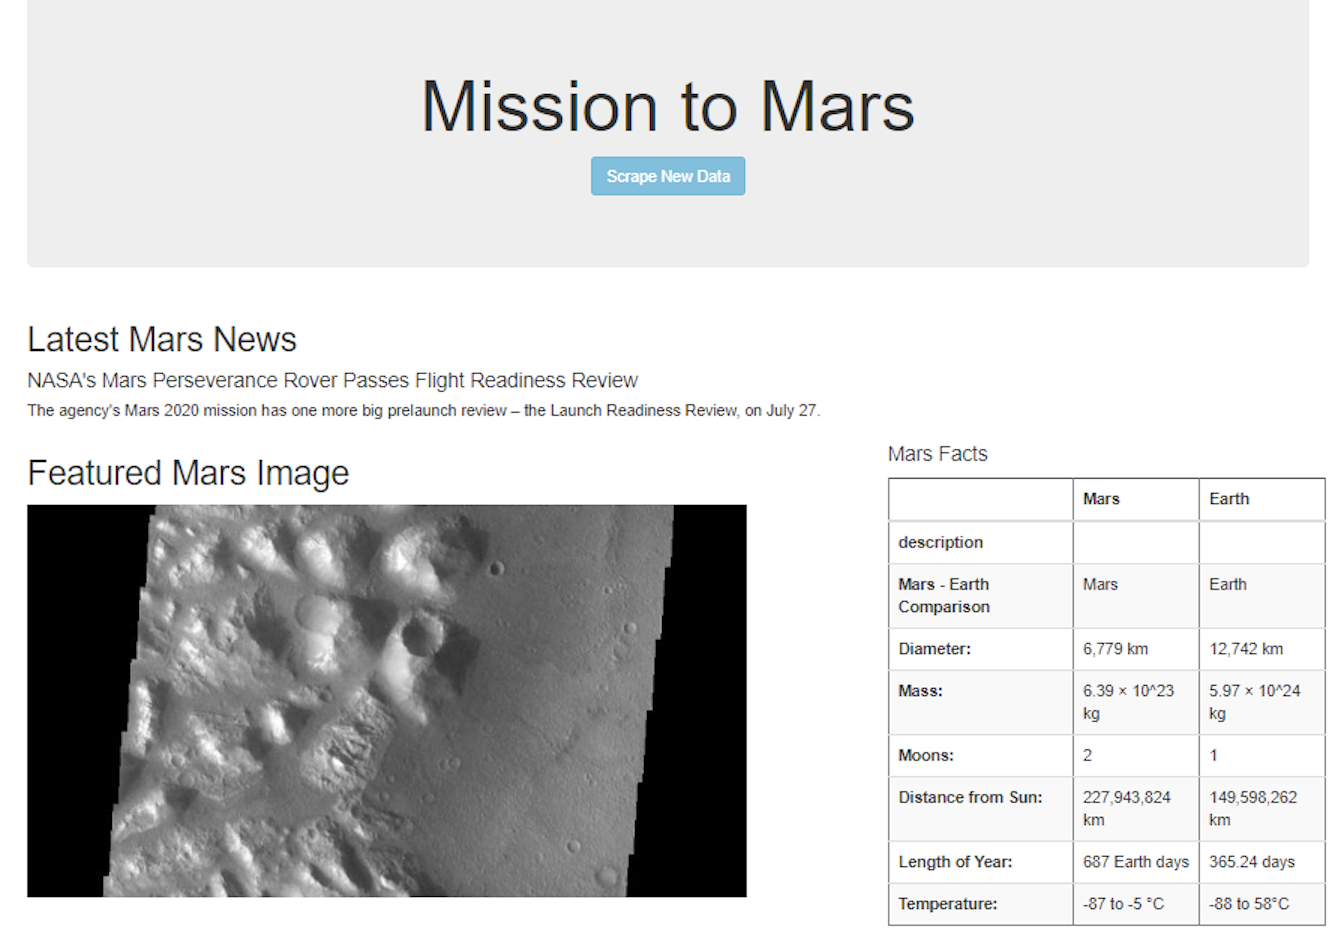 Mission to Mars
Scrape New Data
Latest Mars News
NASA's Mars Perseverance Rover Passes Flight Readiness Review
The agency's Mars 2020 mission has one more big prelaunch review – the Launch Readiness Review, on July 27.
Featured Mars Image
Mars Facts
Mars Earth
description
Mars - Earth Comparison Mars Earth
Diameter: 6,779 km 12,742 km
Mass: 6.39 × 10^23 kg 5.97 × 10^24 kg
Moons: 2 1
Distance from Sun: 227,943,824 km 149,598,262 km
Length of Year: 687 Earth days 365.24 days
Temperature: -87 to -5 °C -88 to 58°C